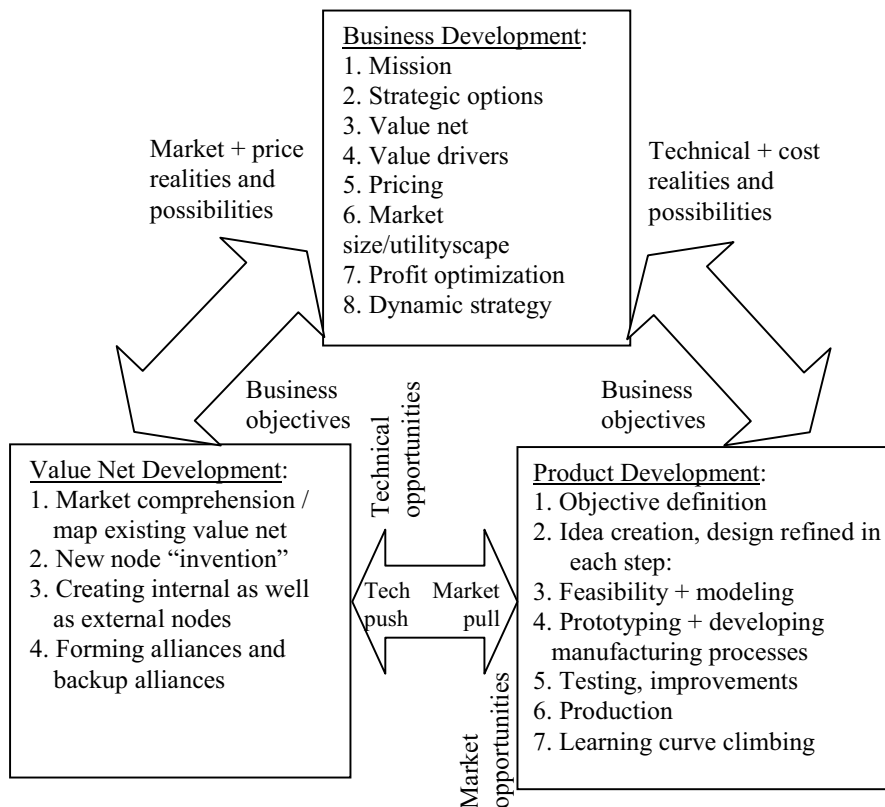 Business Development:
1. Mission
2. Strategic options
3. Value net
4. Value drivers
5. Pricing
6. Market
size/utilityscape
7. Profit optimization
8. Dynamic strategy
Market + price
realities and
possibilities
Technical + cost
realities and
possibilities
Business
objectives
Business
objectives
Value Net Development:
1. Market comprehension /
map existing value net
2. New node “invention”
3. Creating internal as well
as external nodes
4. Forming alliances and
backup alliances
Technical
opportunities
Tech
push
Market
pull
Market
opportunities
Product Development:
1. Objective definition
2. Idea creation, design refined in
each step:
3. Feasibility + modeling
4. Prototyping + developing
manufacturing processes
5. Testing, improvements
6. Production
7. Learning curve climbing